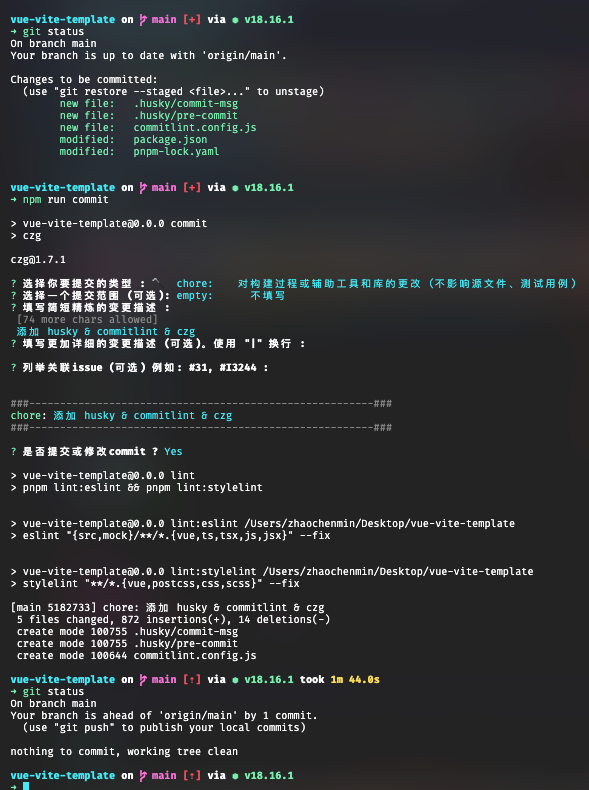 vue-vite-template on main [+] via v18.16.1
→ git status
On branch main
Your branch is up to date with 'origin/main'.
Changes to be committed:
(use "git restore --staged <file>..." to unstage)
new file: .husky/commit-msg
new file: .husky/pre-commit
new file: commitlint.config.js
modified: package.json
modified: pnpm-lock.yaml
vue-vite-template on main [+] via v18.16.1
→ npm run commit
> vue-vite-template@0.0.0 commit
> czg
czg@1.7.1
? 选择你要提交的类型 : chore: 对构建过程或辅助工具和库的更改 (不影响源文件、测试用例)
? 选择一个提交范围 (可选): empty: 不填写
? 填写简短精炼的变更描述 :
[74 more chars allowed]
添加 husky & commitlint & czg
? 填写更加详细的变更描述 (可选)。使用 "|" 换行 :
? 列举关联issue (可选) 例如: #31, #I3244 :
###--------------------------------------------------------###
chore: 添加 husky & commitlint & czg
###--------------------------------------------------------###
? 是否提交或修改commit ? Yes
> vue-vite-template@0.0.0 lint
> pnpm lint:eslint && pnpm lint:stylelint
> vue-vite-template@0.0.0 lint:eslint /Users/zhaochenmin/Desktop/vue-vite-template
> eslint "{src,mock}/**/*.{vue,ts,tsx,js,jsx}" --fix
> vue-vite-template@0.0.0 lint:stylelint /Users/zhaochenmin/Desktop/vue-vite-template
> stylelint "**/*.{vue,postcss,css,scss}" --fix
[main 5182733] chore: 添加 husky & commitlint & czg
5 files changed, 872 insertions(+), 14 deletions(-)
create mode 100755 .husky/commit-msg
create mode 100755 .husky/pre-commit
create mode 100644 commitlint.config.js
vue-vite-template on main [↑] via v18.16.1 took 1m 44.0s
→ git status
On branch main
Your branch is ahead of 'origin/main' by 1 commit.
(use "git push" to publish your local commits)
nothing to commit, working tree clean
vue-vite-template on main [↑] via v18.16.1
→